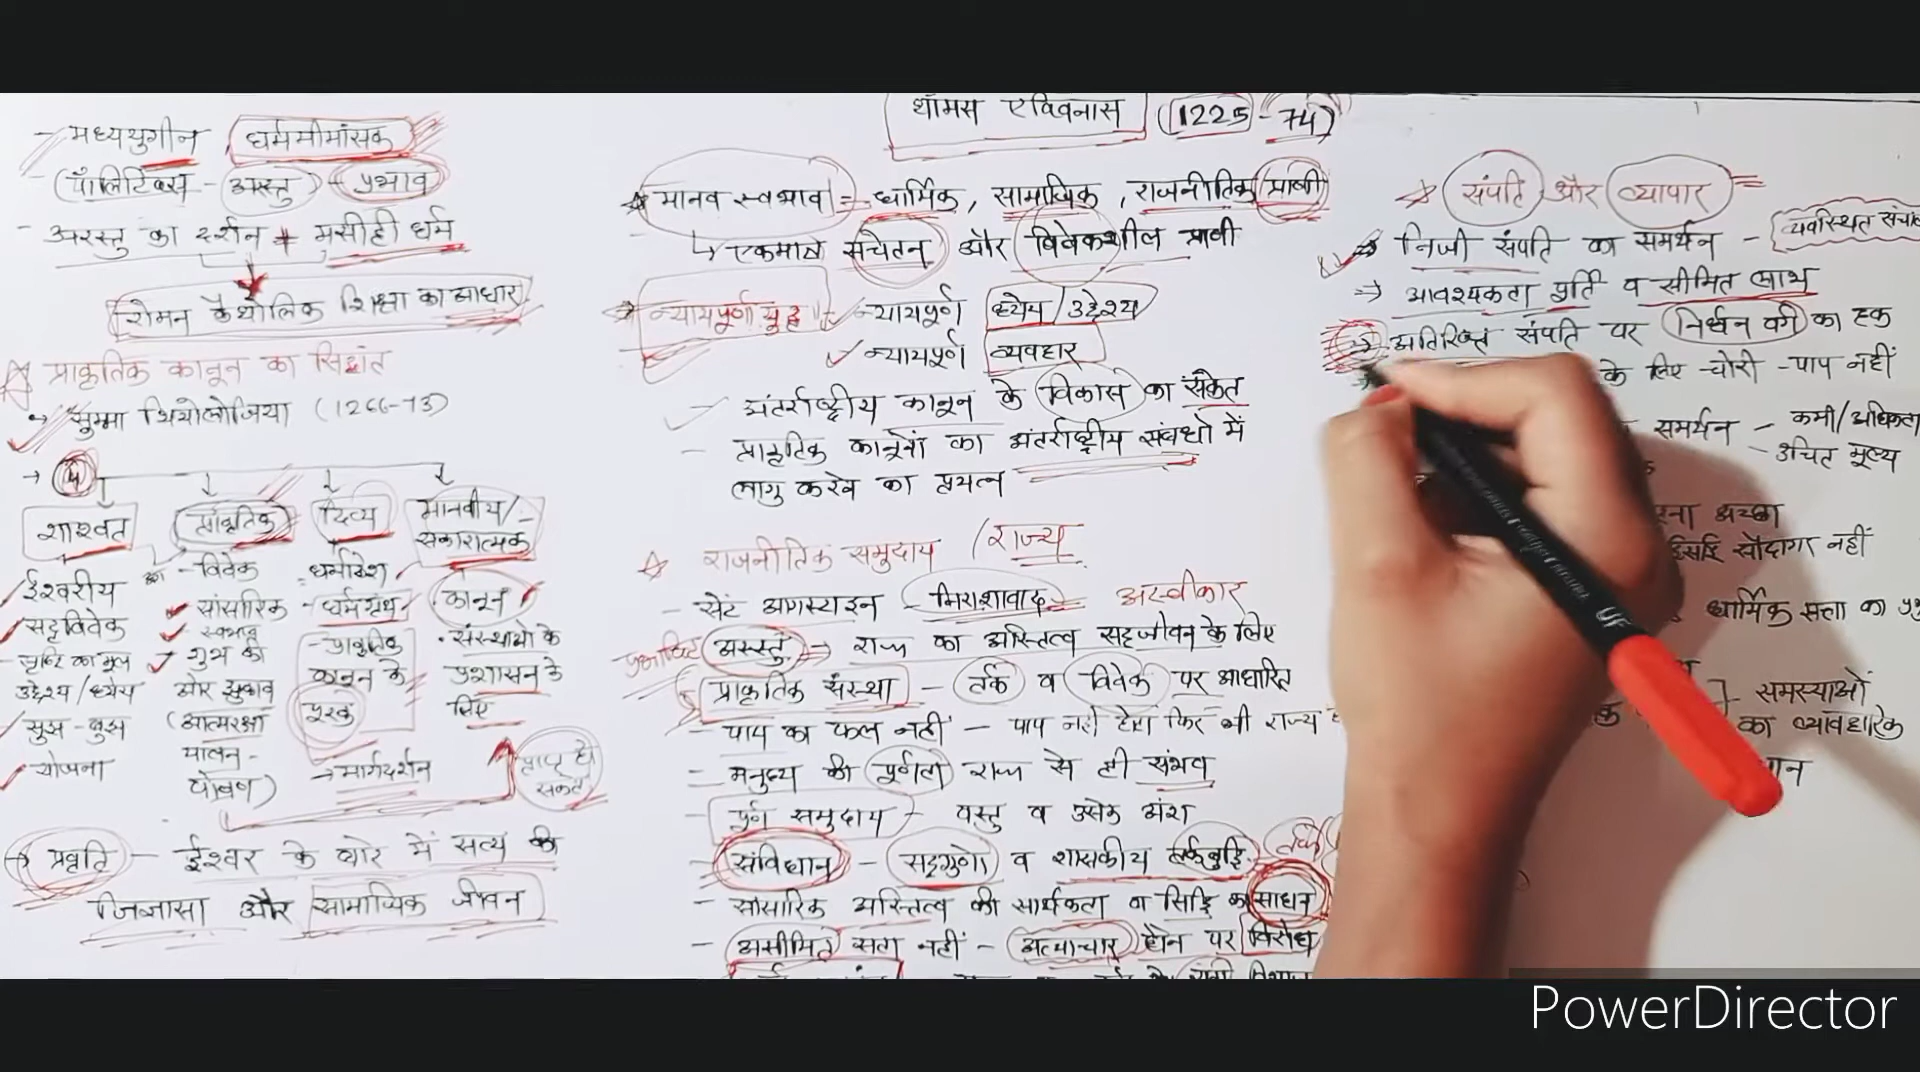 थॉमस एक्विनास (1225-74)
- मध्ययुगीन धर्ममीमांसक
- (पॉलिटिक्स - अरस्तु) - प्रभाव
- अरस्तु का दर्शन + मसीही धर्म
रोमन कैथोलिक शिक्षा का आधार
प्राकृतिक कानून का सिद्धांत
सुम्मा थियोलोजिया (1266-73)
→ 4
शाश्वत
ईश्वरीय
सद्विवेक
- सृष्टि का मूल
उद्देश्य/ध्येय
सुझ-बुझ
योजना
प्राकृतिक
- विवेक
सांसारिक
स्वभाव
शुभ की
ओर झुकाव
(आत्मरक्षा
पालन-
पोषण)
दिव्य
धर्मादेश
- धर्मग्रंथ
- प्राकृतिक
कानून के
पूरक
→ मार्गदर्शन
मानवीय/
सकारात्मक
कानून
• संस्थाओं के
प्रशासन के
लिए
→ प्रवृति - ईश्वर के बारे में सत्य की
जिज्ञासा और सामाजिक जीवन
मानव स्वभाव = धार्मिक, सामाजिक, राजनीतिक प्राणी
↳ एकमात्र सचेतन और विवेकशील प्राणी
न्यायपूर्ण युद्ध - न्यायपूर्ण ध्येय/उद्देश्य
न्यायपूर्ण व्यवहार
अंतर्राष्ट्रीय कानून के विकास का संकेत
- प्राकृतिक कानूनों का अंतर्राष्ट्रीय संबंधो में
लागु करने का प्रयत्न
राजनीतिक समुदाय / राज्य
- सेंट आगस्टाइन - निराशावाद - अस्वीकार
अरस्तु → राज्य का अस्तित्व सद्जीवन के लिए
प्राकृतिक संस्था - तर्क व विवेक पर आधारित
- पाप का फल नहीं - पाप नहीं होता फिर भी राज्य
- मनुष्य की पूर्णता राज्य से ही संभव
- पूर्ण समुदाय - वस्तु व उसके अंश
- संविधान - सद्गुणो व शासकीय तर्कबुद्धि
- सांसारिक अस्तित्व की सार्थकता व सिद्धि का साधन
- असीमित सत्ता नहीं - अत्याचार होने पर विरोध
संपति और व्यापार
निजी संपति का समर्थन - व्यवस्थित
⇒ आवश्यकता पूर्ति व सीमित लाभ
→ अतिरिक्त संपति पर निर्धन वर्ग का हक
के लिए चोरी - पाप नहीं
समर्थन - कमी/अधिकता
- उचित मूल्य
अच्छा
सौदागर नहीं
धार्मिक सत्ता का
समस्याओं
का व्यावहारिक
PowerDirector